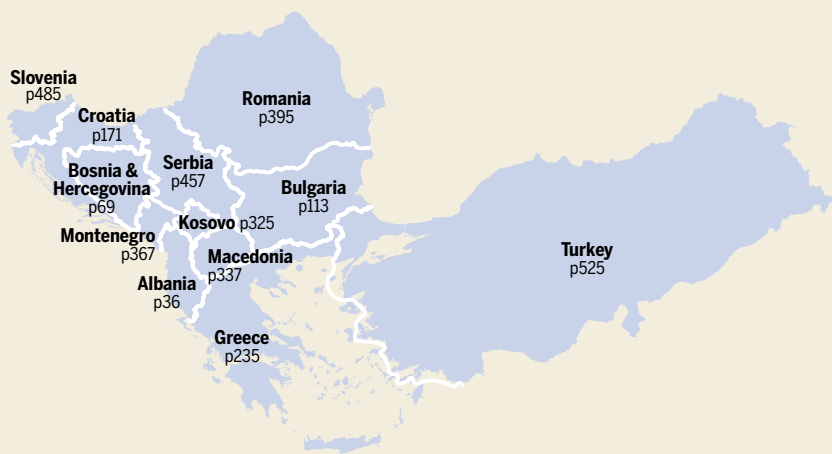 Slovenia
p485
Croatia
p171
Romania
p395
Serbia
p457
Bosnia &
Hercegovina
p69
Bulgaria
p113
Kosovo p325
Montenegro
p367
Macedonia
p337
Albania
p36
Turkey
p525
Greece
p235